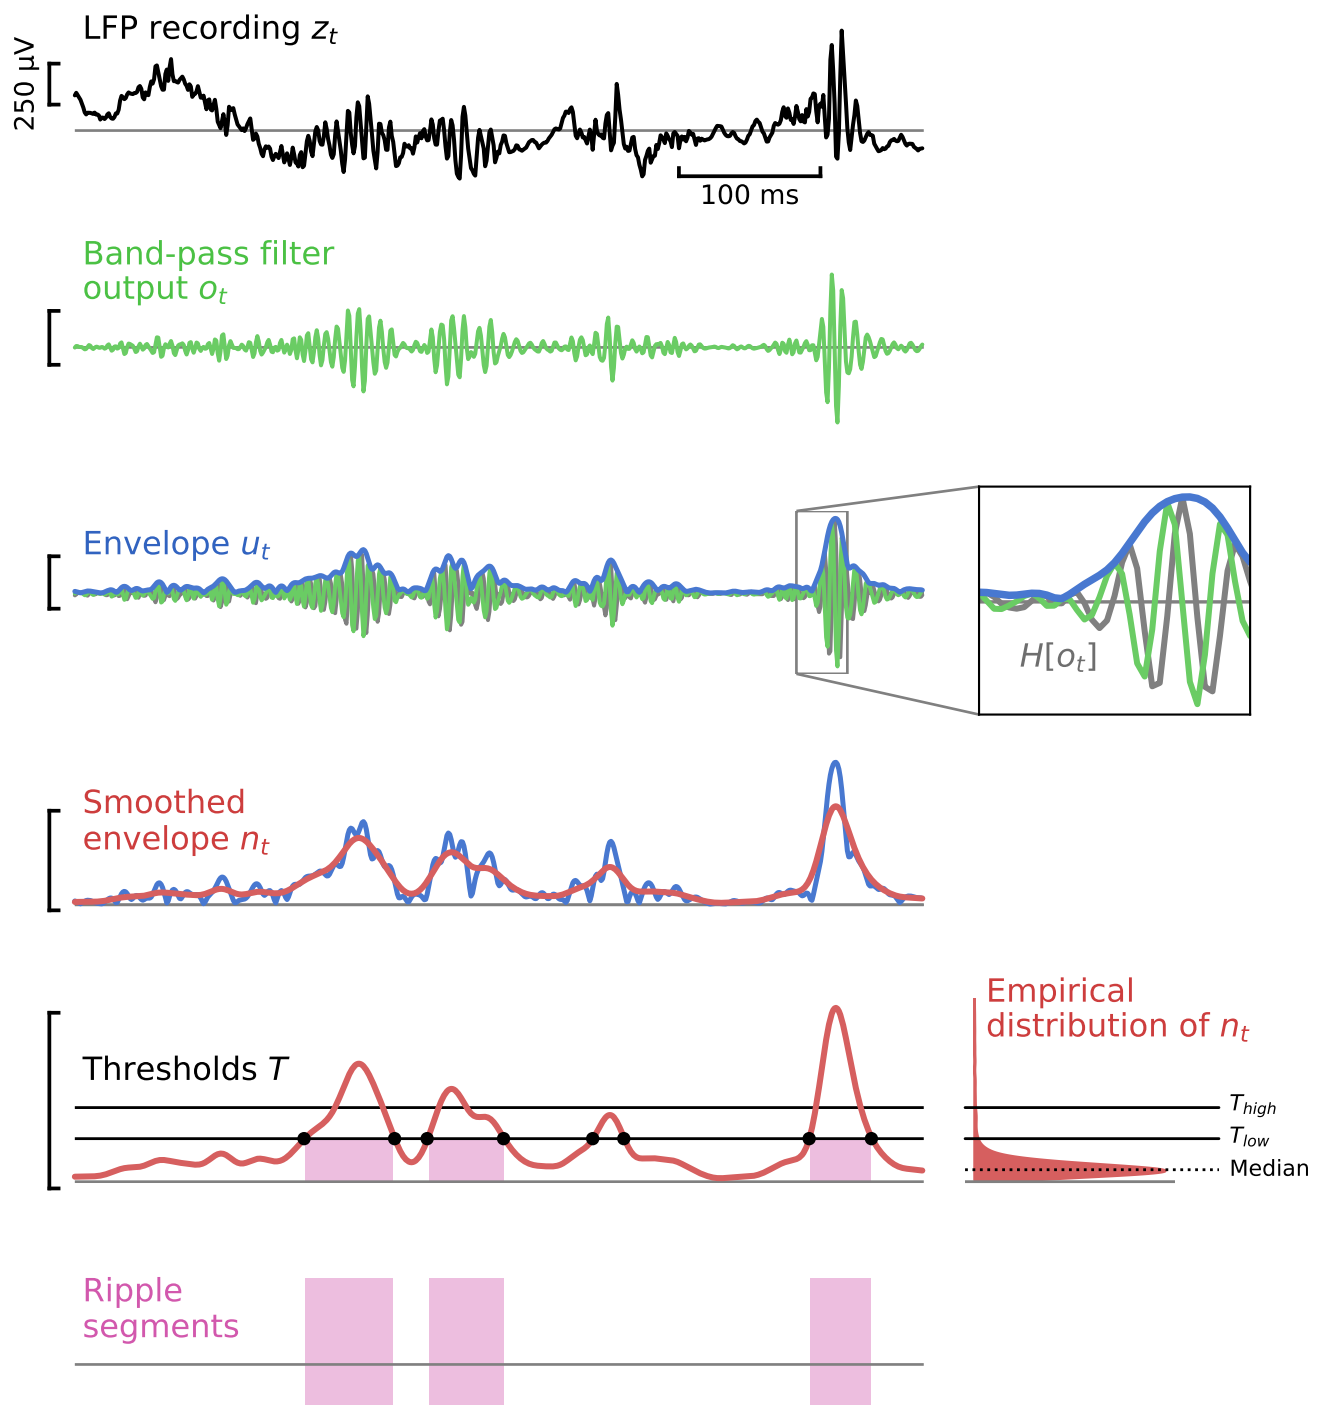 LFP recording z_t
250 µV
100 ms
Band-pass filter
output o_t
Envelope u_t
H[o_t]
Smoothed
envelope n_t
Empirical
distribution of n_t
Thresholds T
T_high
T_low
Median
Ripple
segments